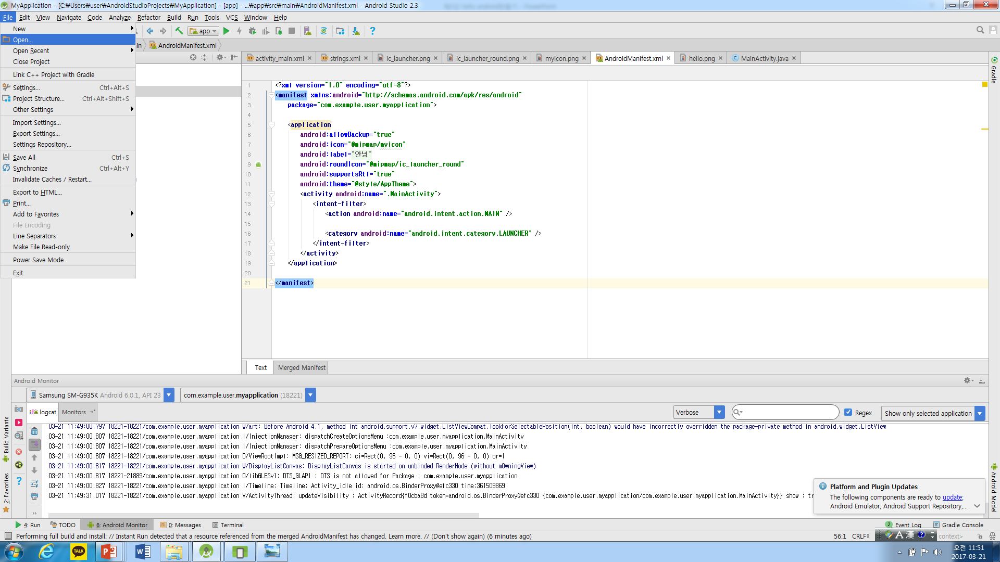 MyApplication - [C:₩Users₩user₩AndroidStudioProjects₩MyApplication] - [app] - ...₩app₩src₩main₩AndroidManifest.xml - Android Studio 2.3
File Edit View Navigate Code Analyze Refactor Build Run Tools VCS Window Help
New
Open...
Open Recent
Close Project
Link C++ Project with Gradle
Settings... Ctrl+Alt+S
Project Structure... Ctrl+Alt+Shift+S
Other Settings
Import Settings...
Export Settings...
Settings Repository...
Save All Ctrl+S
Synchronize Ctrl+Alt+Y
Invalidate Caches / Restart...
Export to HTML...
Print...
Add to Favorites
File Encoding
Line Separators
Make File Read-only
Power Save Mode
Exit
app
in AndroidManifest.xml
activity_main.xml strings.xml ic_launcher.png ic_launcher_round.png myicon.png AndroidManifest.xml hello.png MainActivity.java
1 <?xml version="1.0" encoding="utf-8"?>
2 <manifest xmlns:android="http://schemas.android.com/apk/res/android"
3 package="com.example.user.myapplication">
4
5 <application
6 android:allowBackup="true"
7 android:icon="@mipmap/myicon"
8 android:label="안녕"
9 android:roundIcon="@mipmap/ic_launcher_round"
10 android:supportsRtl="true"
11 android:theme="@style/AppTheme">
12 <activity android:name=".MainActivity">
13 <intent-filter>
14 <action android:name="android.intent.action.MAIN" />
15
16 <category android:name="android.intent.category.LAUNCHER" />
17 </intent-filter>
18 </activity>
19 </application>
20
21 </manifest>
Text Merged Manifest
Gradle
Android Model
Build Variants
2: Favorites
Android Monitor
Samsung SM-G935K Android 6.0.1, API 23 com.example.user.myapplication (18221)
logcat Monitors Verbose Regex Show only selected application
03-21 11:49:00.797 18221-18221/com.example.user.myapplication W/art: Before Android 4.1, method int android.support.v7.widget.ListViewCompat.lookForSelectablePosition(int, boolean) would have incorrectly overridden the package-private method in android.widget.ListView
03-21 11:49:00.807 18221-18221/com.example.user.myapplication I/InjectionManager: dispatchCreateOptionsMenu :com.example.user.myapplication.MainActivity
03-21 11:49:00.807 18221-18221/com.example.user.myapplication I/InjectionManager: dispatchPrepareOptionsMenu :com.example.user.myapplication.MainActivity
03-21 11:49:00.807 18221-18221/com.example.user.myapplication D/ViewRootImpl: MSG_RESIZED_REPORT: ci=Rect(0, 96 - 0, 0) vi=Rect(0, 96 - 0, 0) or=1
03-21 11:49:00.817 18221-18221/com.example.user.myapplication W/DisplayListCanvas: DisplayListCanvas is started on unbinded RenderNode (without mOwningView)
03-21 11:49:00.817 18221-21889/com.example.user.myapplication D/libGLESv1: DTS_GLAPI : DTS is not allowed for Package : com.example.user.myapplication
03-21 11:49:00.827 18221-18221/com.example.user.myapplication I/Timeline: Timeline: Activity_idle id: android.os.BinderProxy@efc330 time:361509869
03-21 11:49:31.017 18221-18221/com.example.user.myapplication V/ActivityThread: updateVisibility : ActivityRecord{f0cba8d token=android.os.BinderProxy@efc330 {com.example.user.myapplication/com.example.user.myapplication.MainActivity}} show : tr
Platform and Plugin Updates
The following components are ready to update:
Android Emulator, Android Support Repository,...
4: Run TODO 6: Android Monitor 0: Messages Terminal Event Log Gradle Console
Performing full build and install: // Instant Run detected that a resource referenced from the merged AndroidManifest has changed. Learn more. // (Don't show again) (6 minutes ago) 56:1 CRLF A 漢 context>
TALK
오전 11:51
2017-03-21